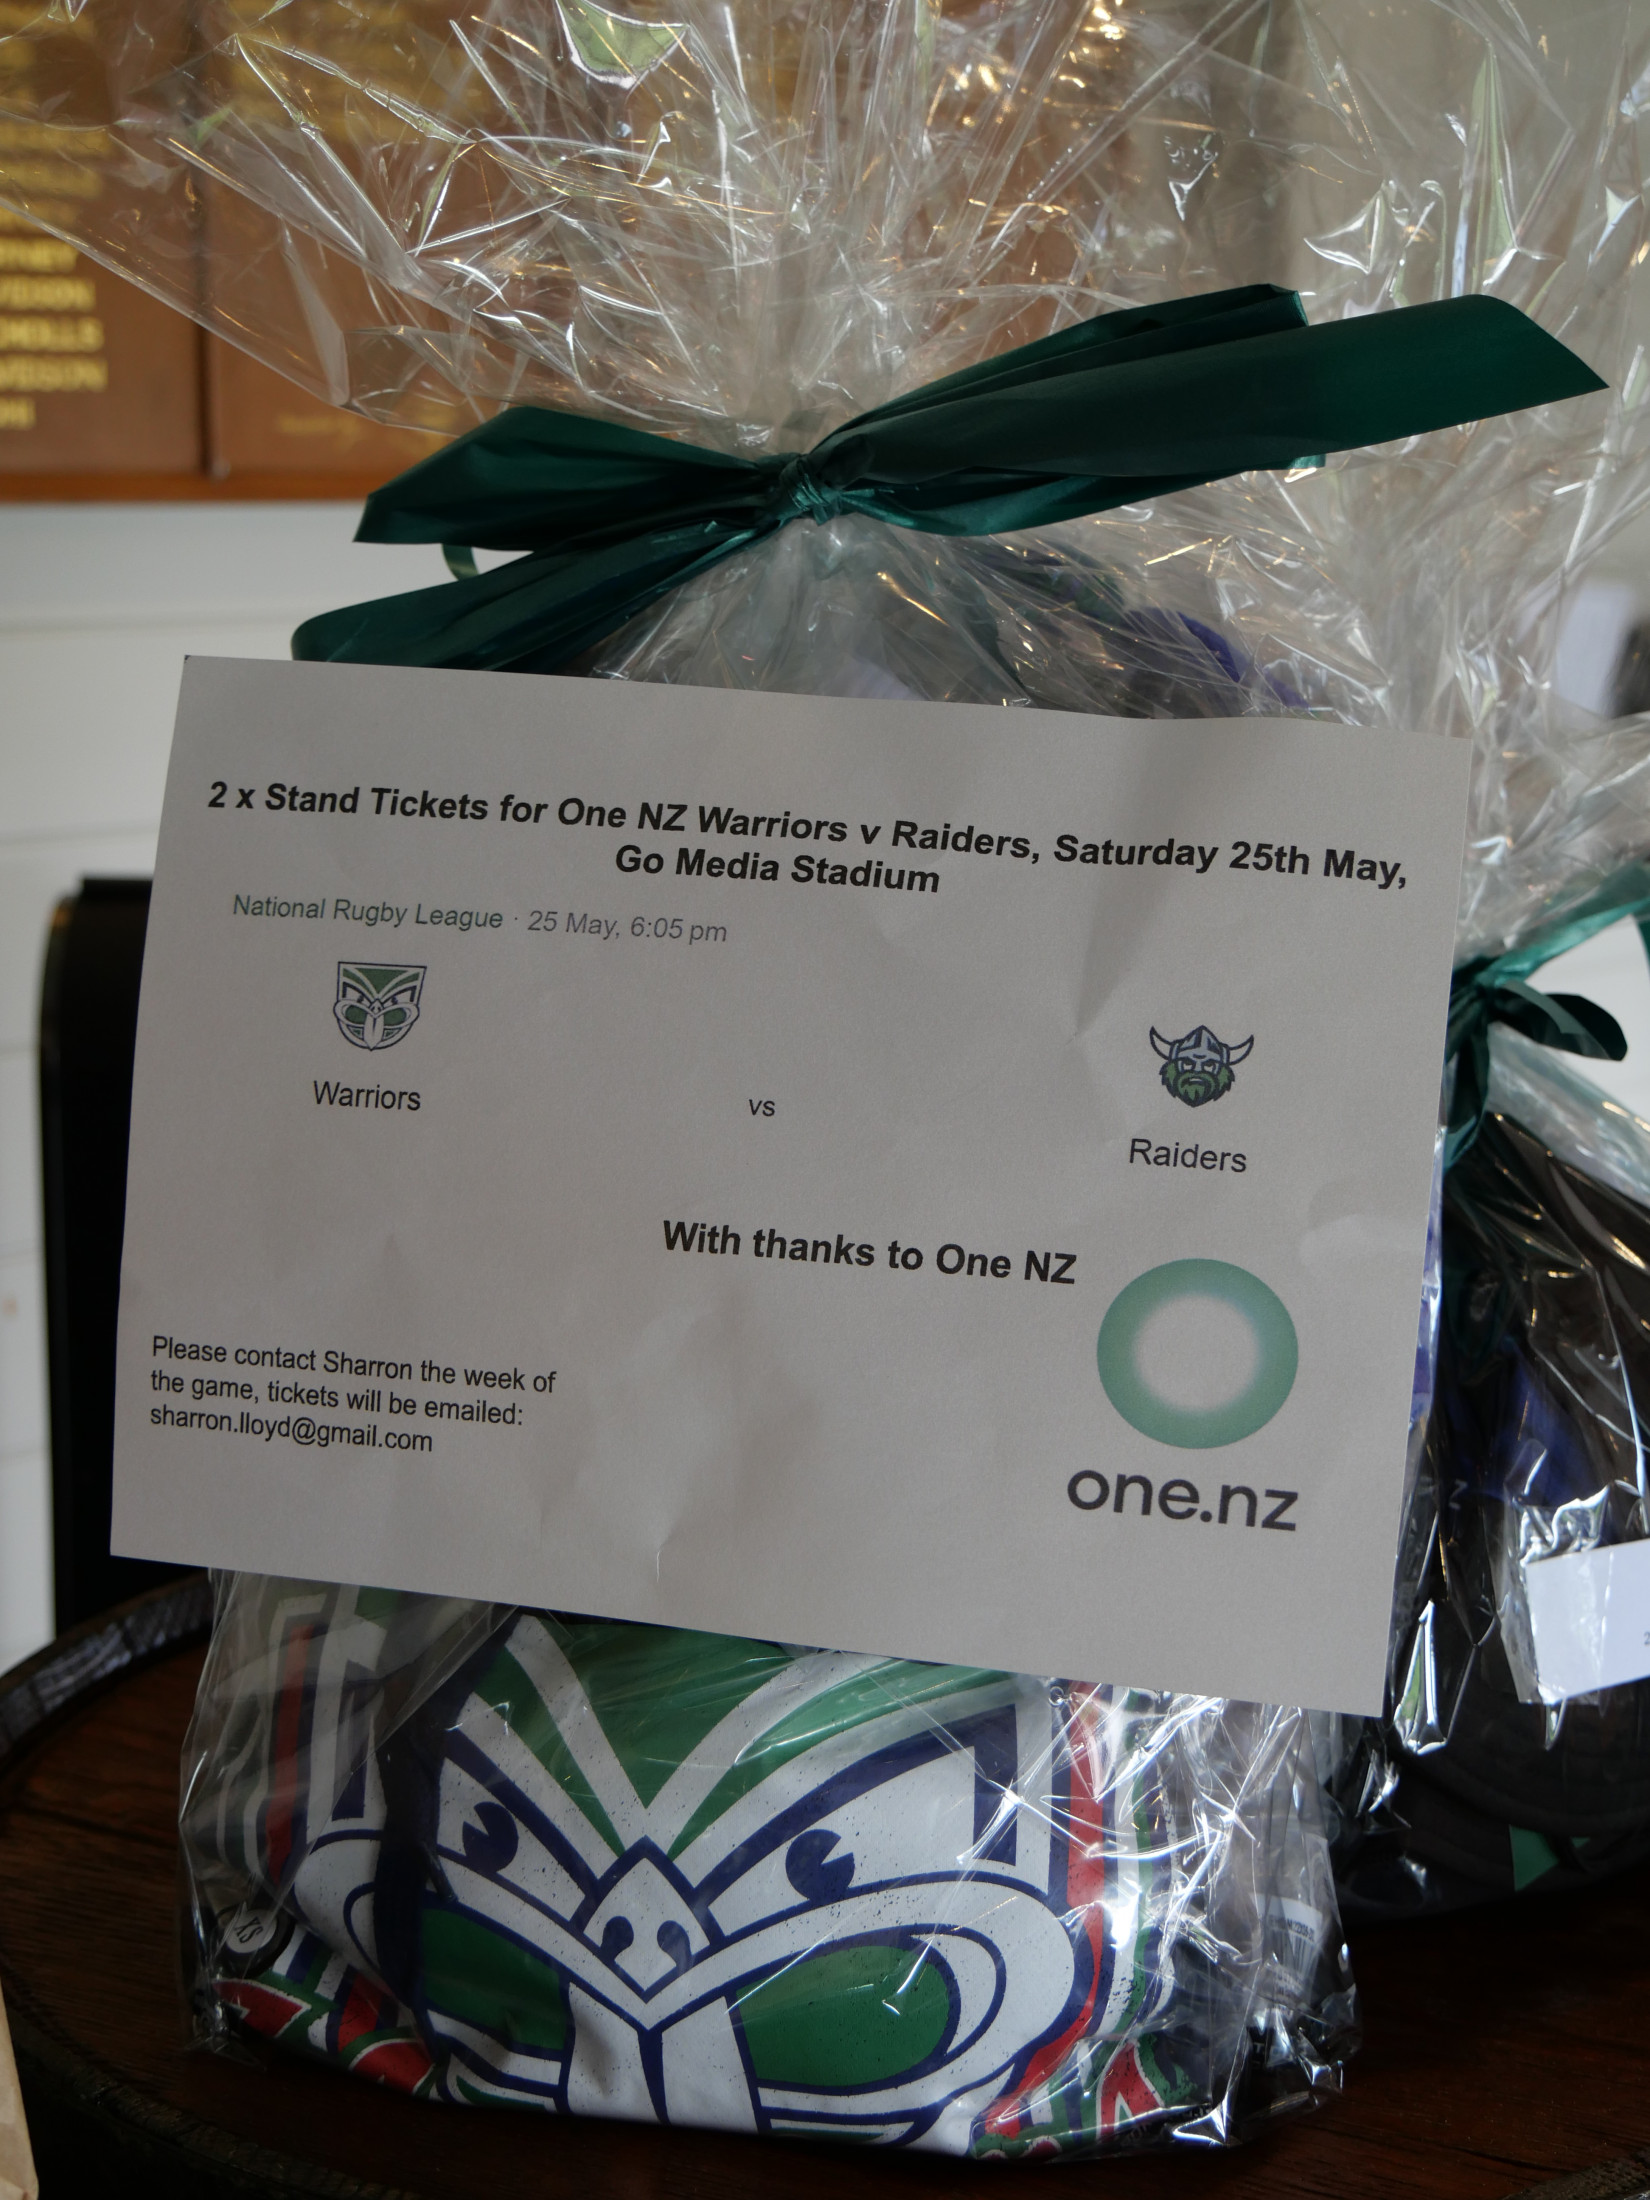 2 x Stand Tickets for One NZ Warriors v Raiders, Saturday 25th May,
Go Media Stadium
National Rugby League · 25 May, 6:05 pm
Warriors
vs
Raiders
With thanks to One NZ
Please contact Sharron the week of
the game, tickets will be emailed:
sharron.lloyd@gmail.com
one.nz